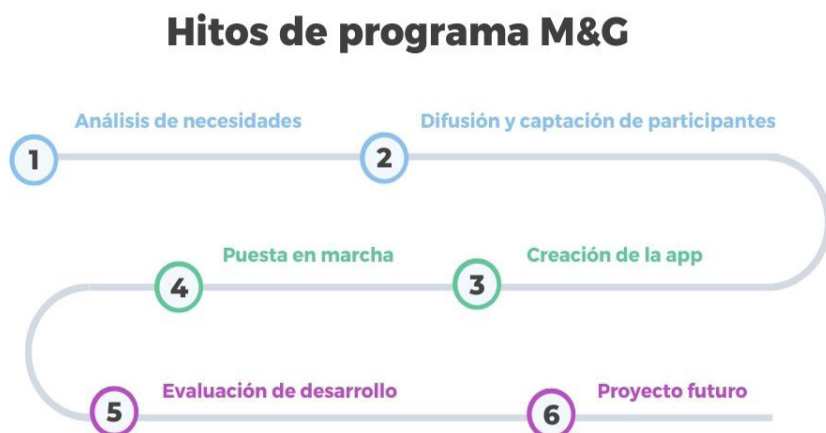 Hitos de programa M&G
Análisis de necesidades
Difusión y captación de participantes
1
2
Puesta en marcha
Creación de la app
4
3
Evaluación de desarrollo
Proyecto futuro
5
6